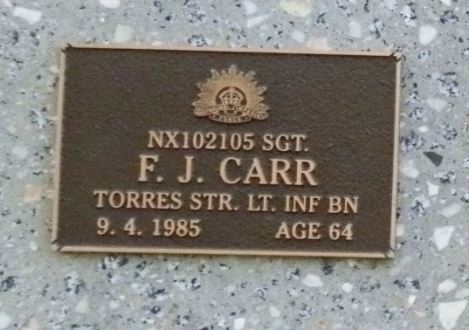 NX102105 SGT.
F. J. CARR
TORRES STR. LT. INF BN
9. 4. 1985 AGE 64